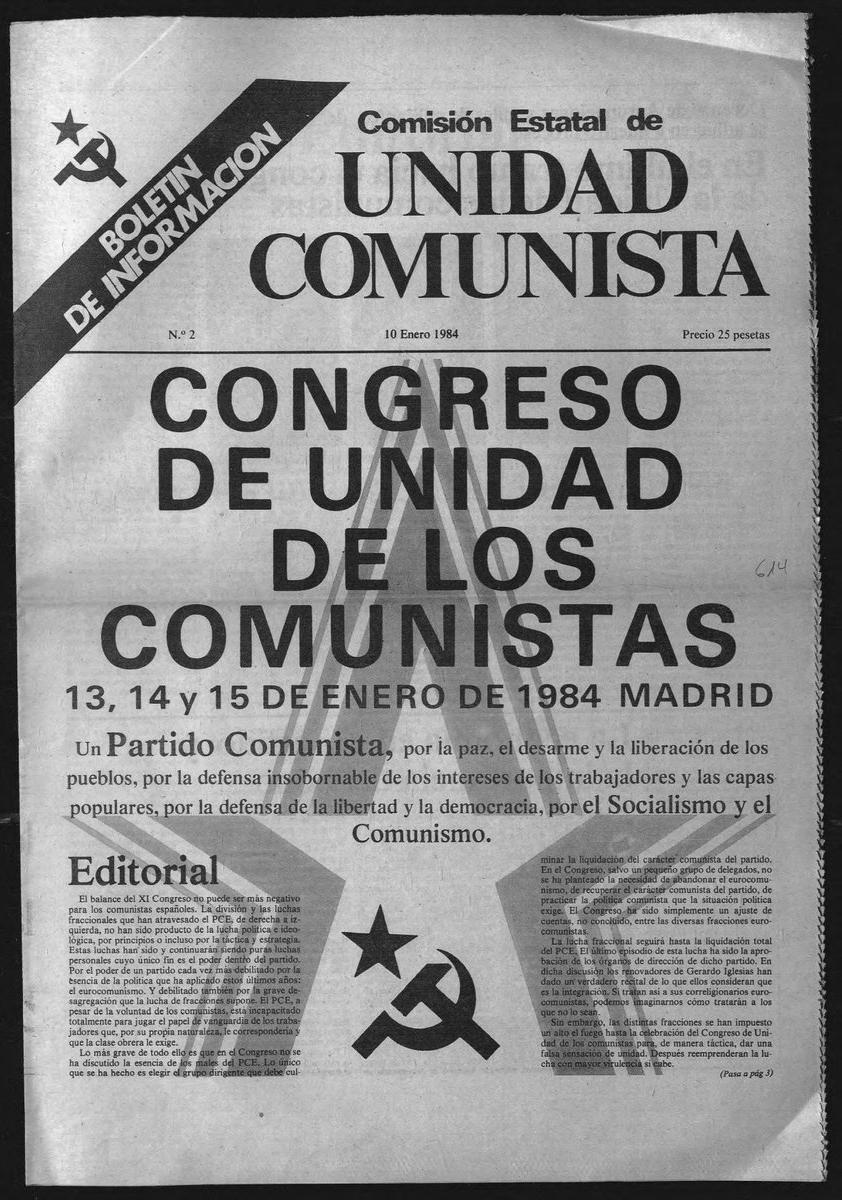 BOLETIN
DE INFORMACION
Comisión Estatal de
UNIDAD
COMUNISTA
N.º 2
10 Enero 1984
Precio 25 pesetas
CONGRESO
DE UNIDAD
DE LOS
COMUNISTAS
13, 14 y 15 DE ENERO DE 1984 MADRID
614
Un Partido Comunista, por la paz, el desarme y la liberación de los
pueblos, por la defensa insobornable de los intereses de los trabajadores y las capas
populares, por la defensa de la libertad y la democracia, por el Socialismo y el
Comunismo.
Editorial
El balance del XI Congreso no puede ser más negativo
para los comunistas españoles. La división y las luchas
fraccionales que han atravesado el PCE, de derecha a iz-
quierda, no han sido producto de la lucha política e ideo-
lógica, por principios o incluso por la táctica y estrategia.
Estas luchas han sido y continuarán siendo puras luchas
personales cuyo único fin es el poder dentro del partido.
Por el poder de un partido cada vez más debilitado por la
esencia de la política que ha aplicado estos últimos años:
el eurocomunismo. Y debilitado también por la grave de-
sagregación que la lucha de fracciones supone. El PCE, a
pesar de la voluntad de los comunistas, está incapacitado
totalmente para jugar el papel de vanguardia de los traba-
jadores que, por su propia naturaleza, le correspondería y
que la clase obrera le exige.
Lo más grave de todo ello es que en el Congreso no se
ha discutido la esencia de los males del PCE. Lo único
que se ha hecho es elegir el grupo dirigente que debe cul-
minar la liquidación del carácter comunista del partido.
En el Congreso, salvo un pequeño grupo de delegados, no
se ha planteado la necesidad de abandonar el eurocomu-
nismo, de recuperar el carácter comunista del partido, de
practicar la política comunista que la situación política
exige. El Congreso ha sido simplemente un ajuste de
cuentas, no concluido, entre las diversas fracciones euro-
comunistas.
La lucha fraccional seguirá hasta la liquidación total
del PCE. El último episodio de esta lucha ha sido la apro-
bación de los órganos de dirección de dicho partido. En
dicha discusión los renovadores de Gerardo Iglesias han
dado un verdadero recital de lo que ellos consideran que
es la integración. Si tratan así a sus correligionarios euro-
comunistas, podemos imaginarnos cómo tratarán a los
que no lo sean.
Sin embargo, las distintas fracciones se han impuesto
un alto el fuego hasta la celebración del Congreso de Uni-
dad de los comunistas para, de manera táctica, dar una
falsa sensación de unidad. Después reemprenderan la lu-
cha con mayor virulencia si cabe.
(Pasa a pág 3)